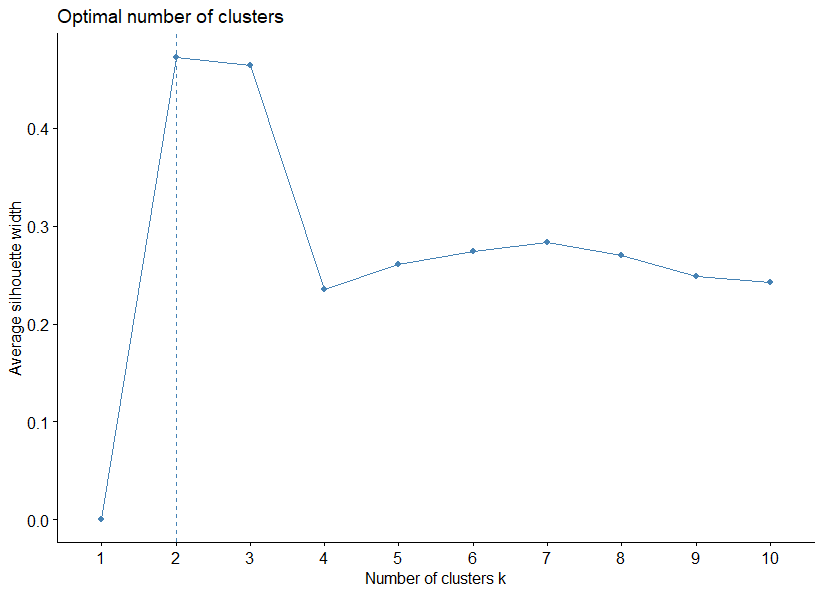 Optimal number of clusters
Average silhouette width
0.4
0.3
0.2
0.1
0.0
1 2 3 4 5 6 7 8 9 10
Number of clusters k